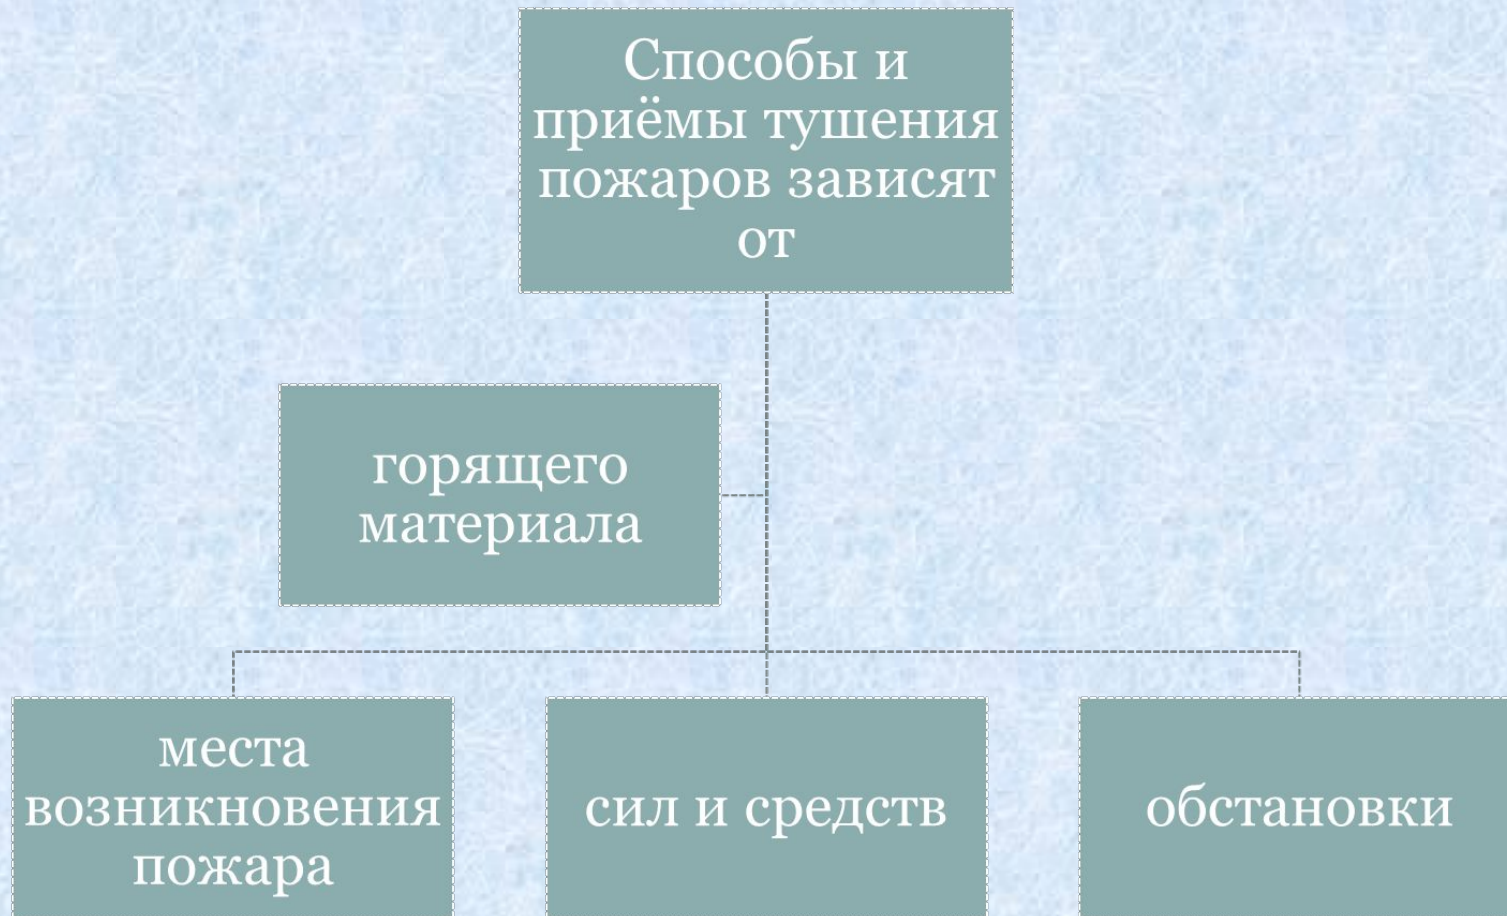 Способы и
приёмы тушения
пожаров зависят
от
горящего
материала
места
возникновения
пожара
сил и средств
обстановки